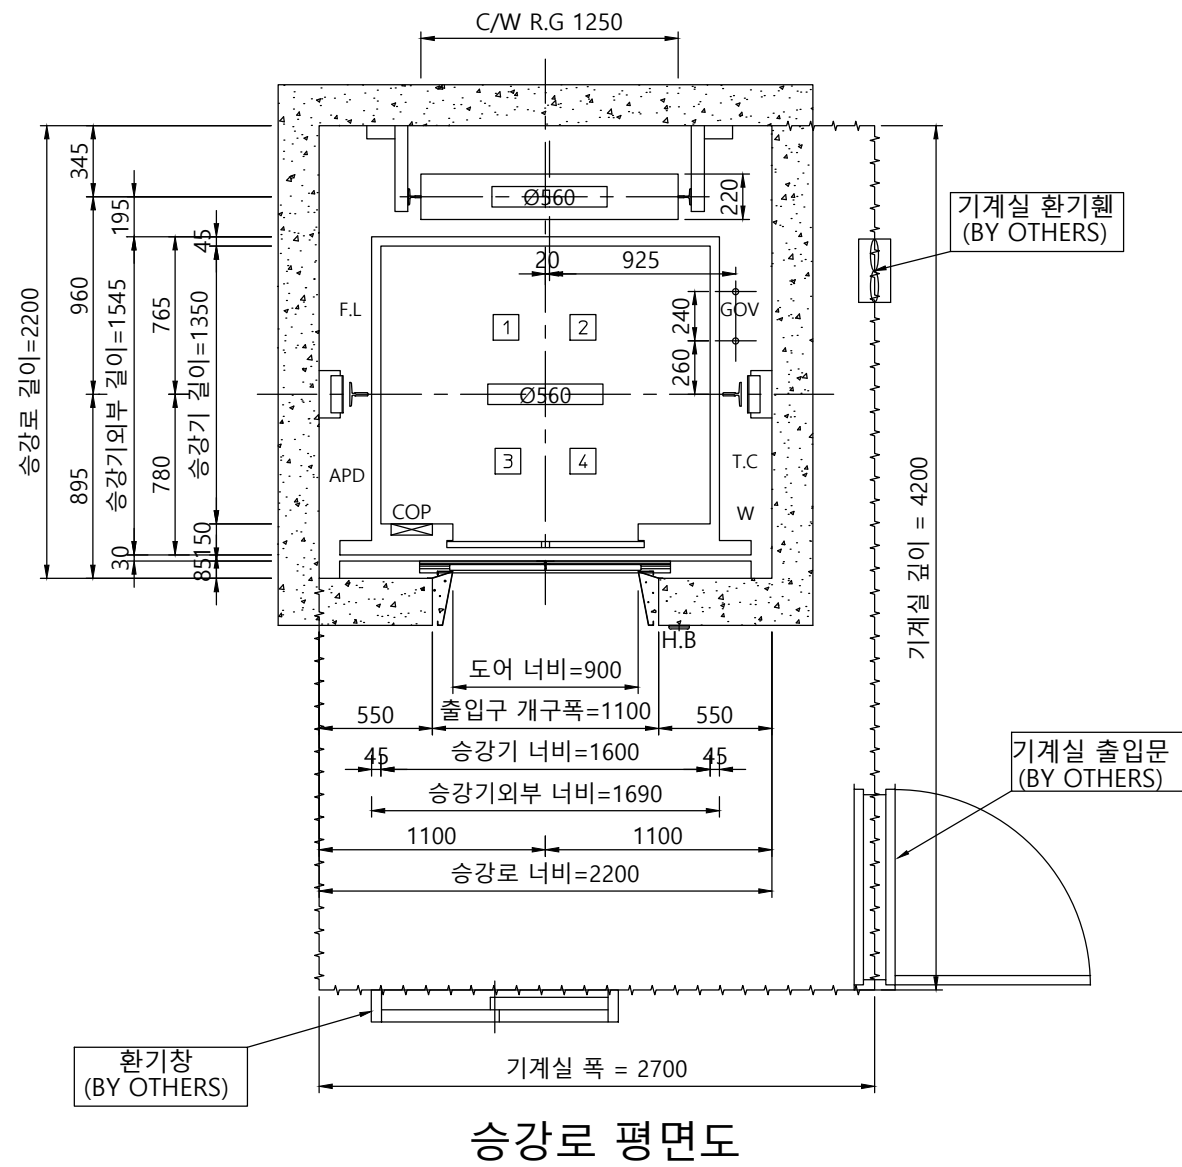 C/W R.G 1250
345
195
45
Ø560
220
기계실 환기휀
(BY OTHERS)
20
925
승강로 길이=2200
960
승강기외부 길이=1545
765
승강기 길이=1350
F.L
1
2
240
GOV
260
Ø560
895
780
APD
3
4
T.C
COP
W
150
30
85
H.B
기계실 깊이 = 4200
도어 너비=900
550
출입구 개구폭=1100
550
45
승강기 너비=1600
45
기계실 출입문
(BY OTHERS)
승강기외부 너비=1690
1100
1100
승강로 너비=2200
환기창
(BY OTHERS)
기계실 폭 = 2700
승강로 평면도